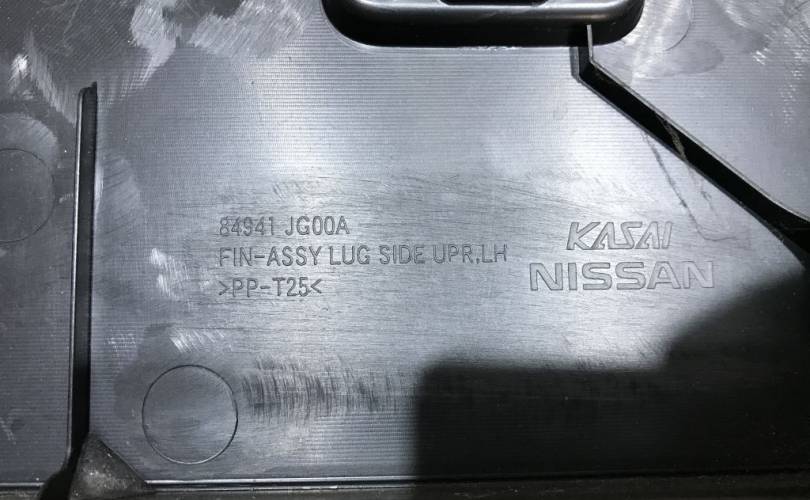 84941 JG00A
FIN-ASSY LUG SIDE UPR,LH
>PP-T25<
KASAI
NISSAN